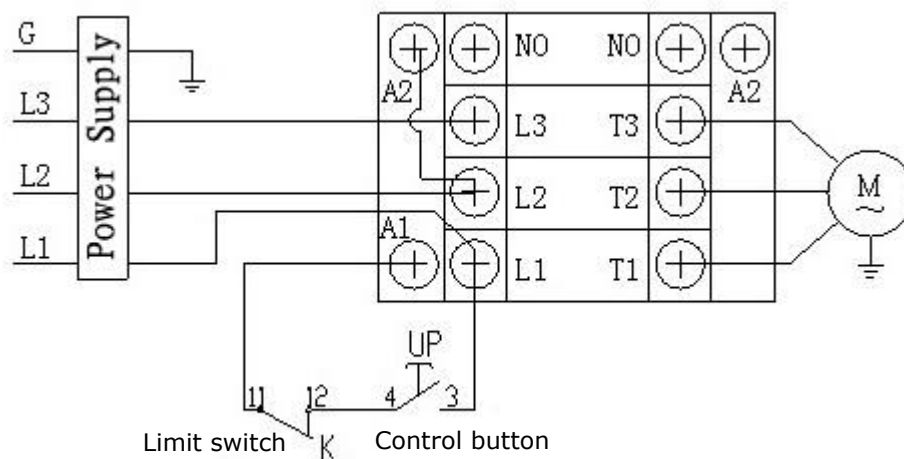 G
L3
L2
L1
Power Supply
A2
NO NO
A2
L3 T3
L2 T2
A1
L1 T1
M
~
UP
11 12 4 3
K
Limit switch Control button